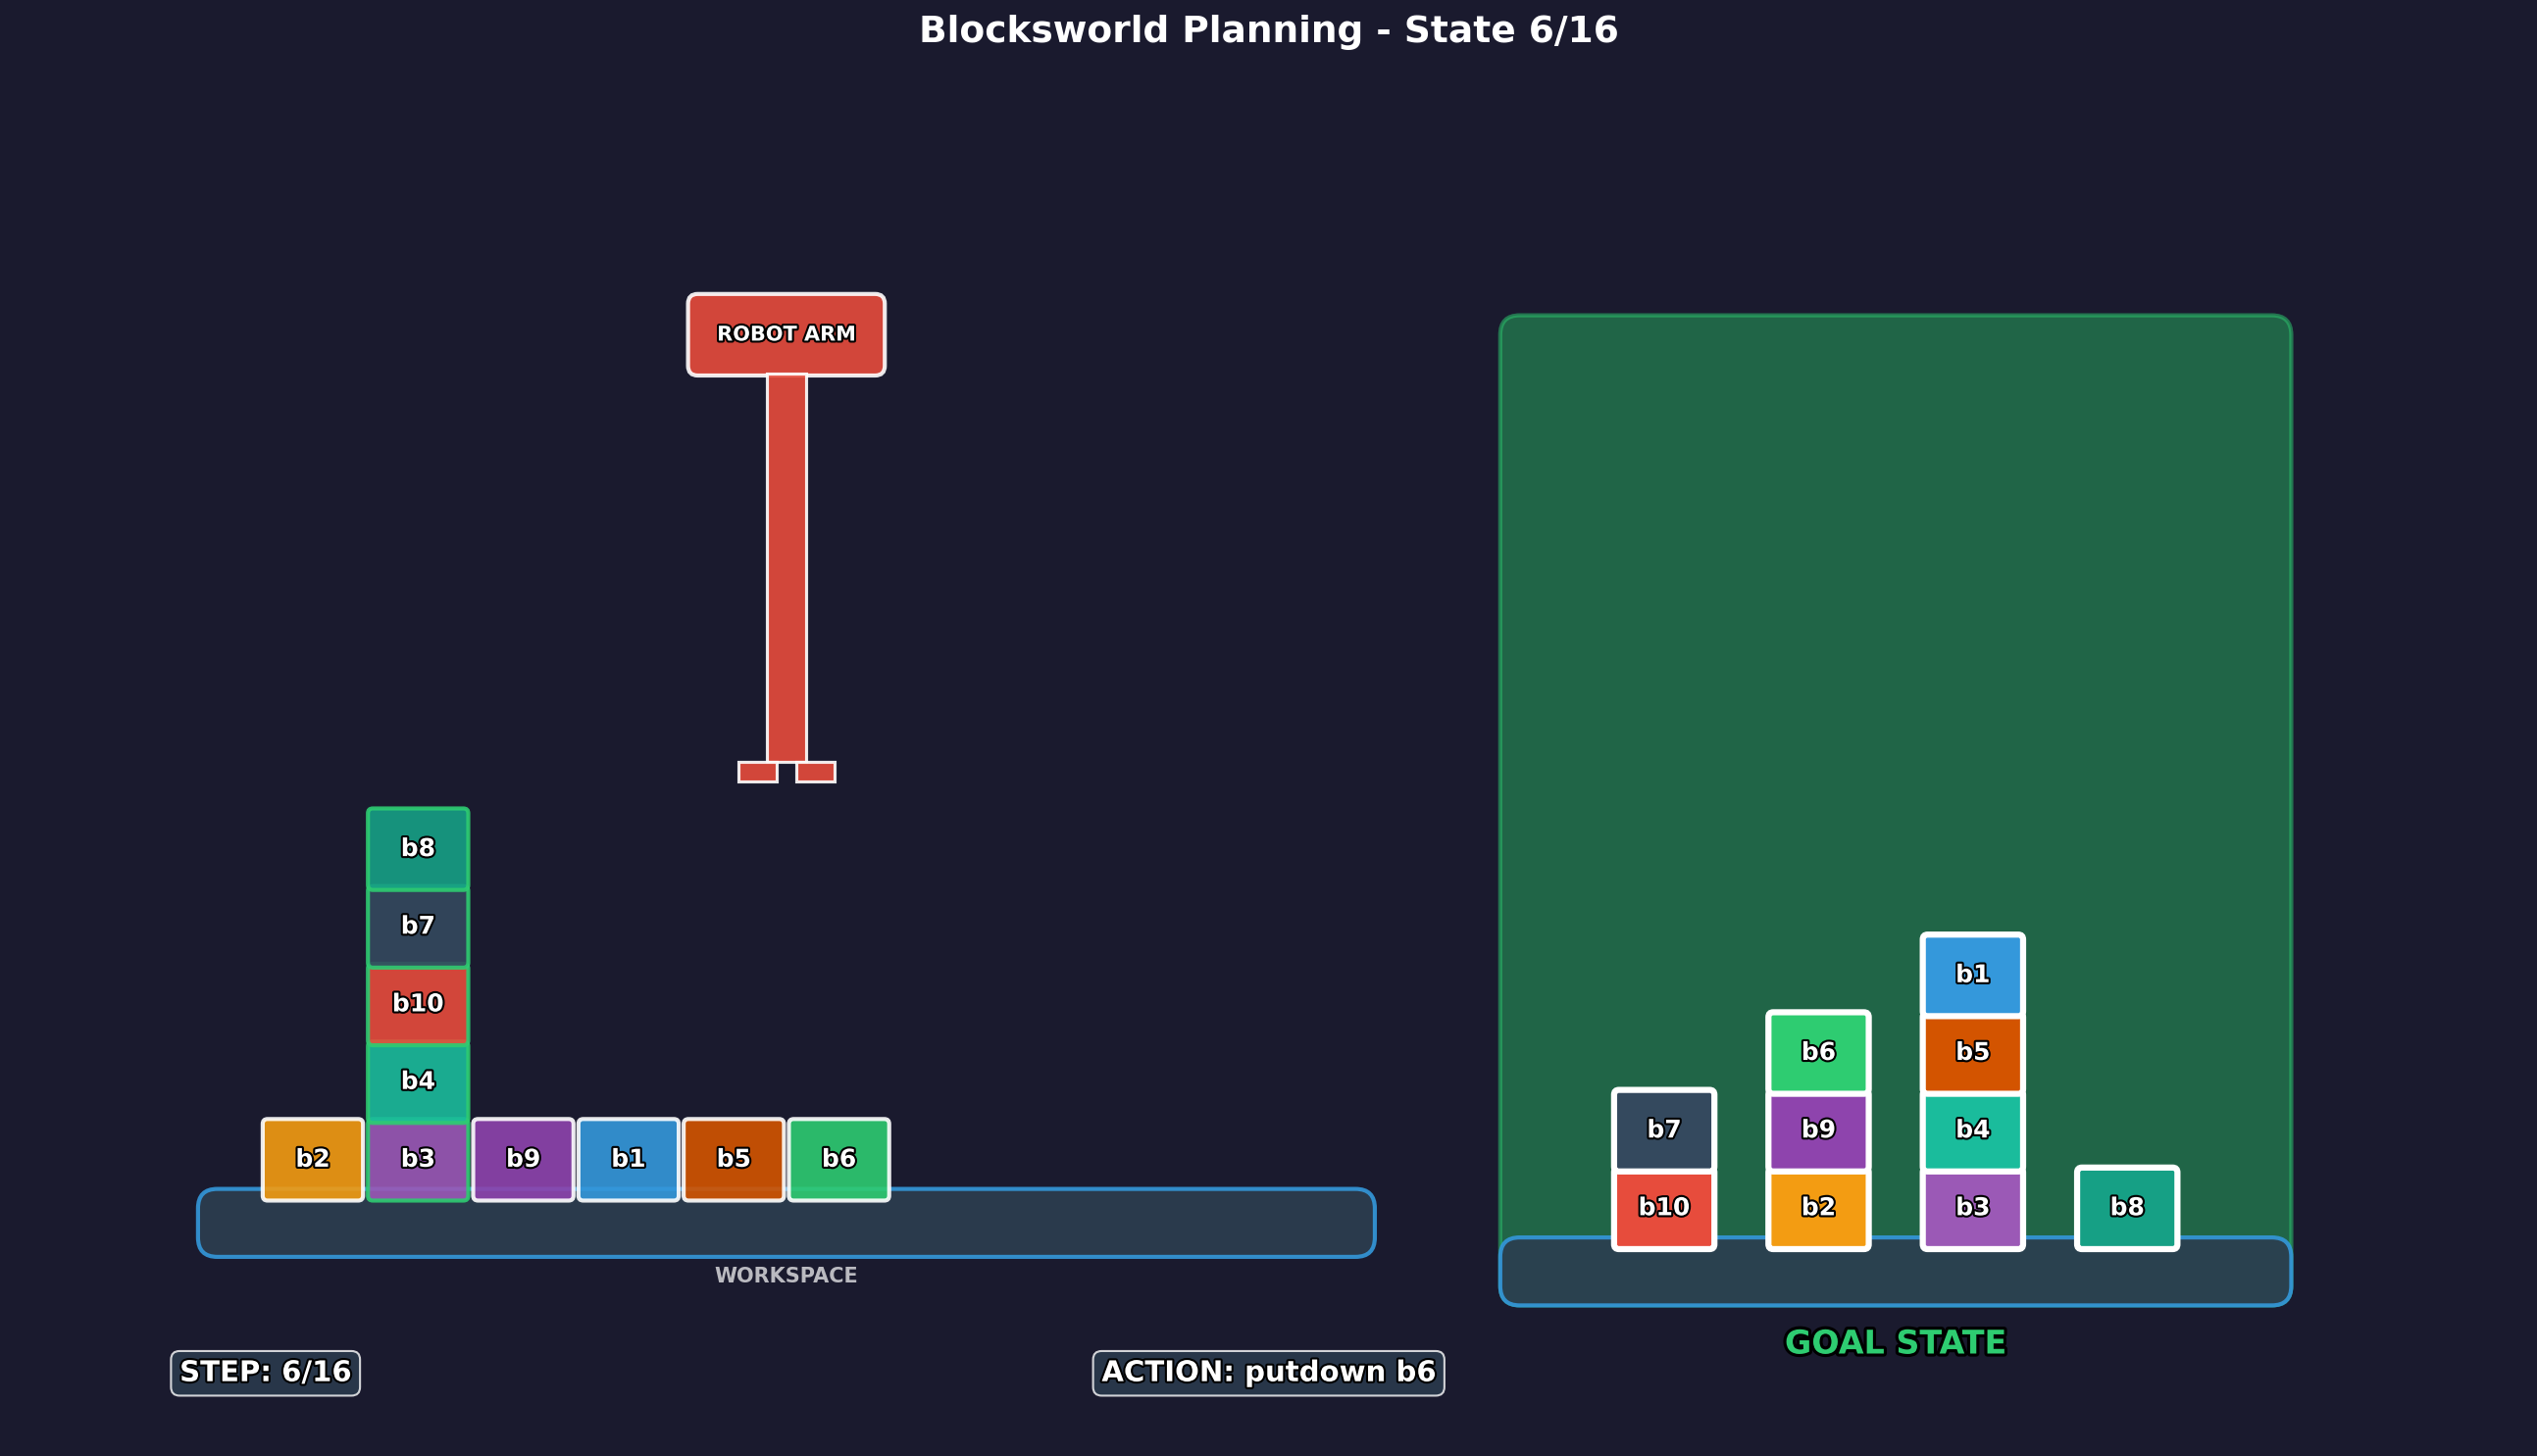 Blocksworld Planning - State 6/16
ROBOT ARM
b8
b7
b10
b4
b2 b3 b9 b1 b5 b6
WORKSPACE
b1
b6 b5
b7 b9 b4
b10 b2 b3 b8
GOAL STATE
STEP: 6/16
ACTION: putdown b6